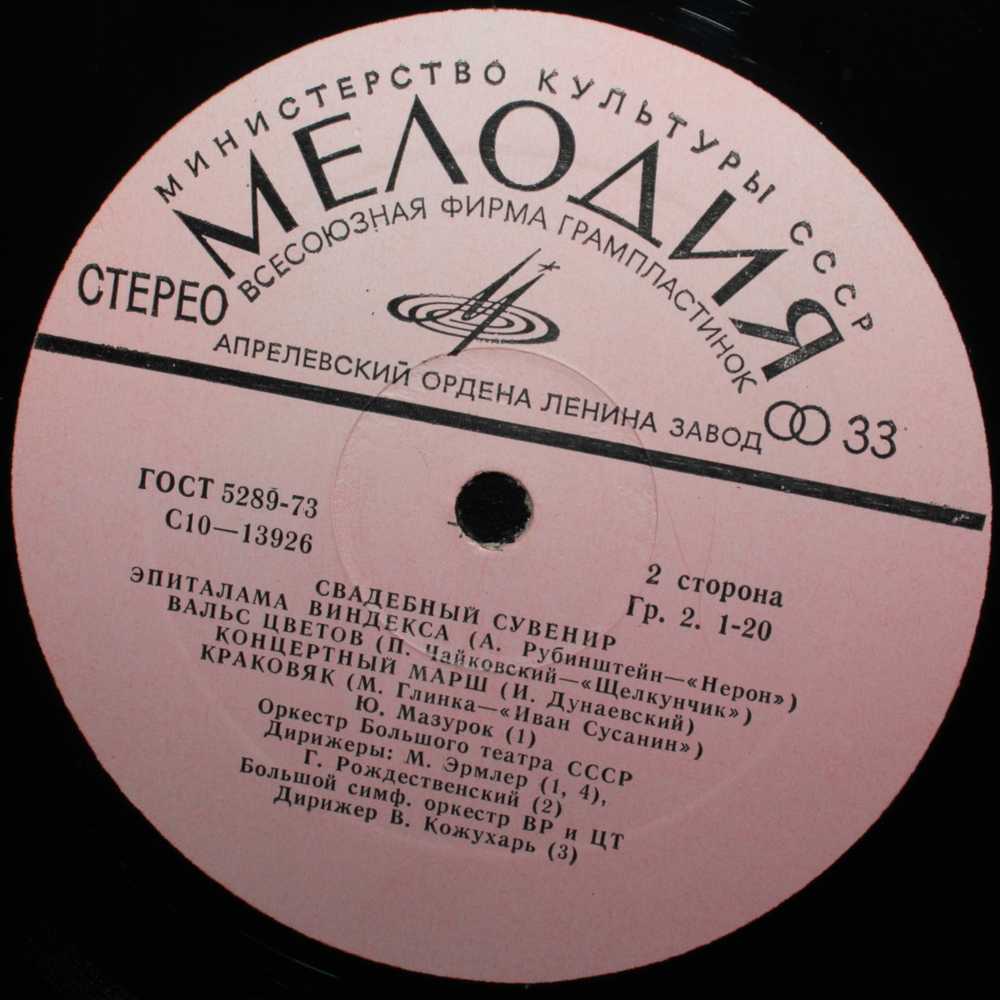 МИНИСТЕРСТВО КУЛЬТУРЫ СССР
МЕЛОДИЯ
ВСЕСОЮЗНАЯ ФИРМА ГРАМПЛАСТИНОК
СТЕРЕО
АПРЕЛЕВСКИЙ ОРДЕНА ЛЕНИНА ЗАВОД
33
ГОСТ 5289-73
С10—13926
2 сторона
Гр. 2. 1-20
СВАДЕБНЫЙ СУВЕНИР
ЭПИТАЛАМА ВИНДЕКСА (А. Рубинштейн—«Нерон»)
ВАЛЬС ЦВЕТОВ (П. Чайковский—«Щелкунчик»)
КОНЦЕРТНЫЙ МАРШ (И. Дунаевский)
КРАКОВЯК (М. Глинка—«Иван Сусанин»)
Ю. Мазурок (1)
Оркестр Большого театра СССР
Дирижеры: М. Эрмлер (1, 4),
Г. Рождественский (2)
Большой симф. оркестр ВР и ЦТ
Дирижер В. Кожухарь (3)